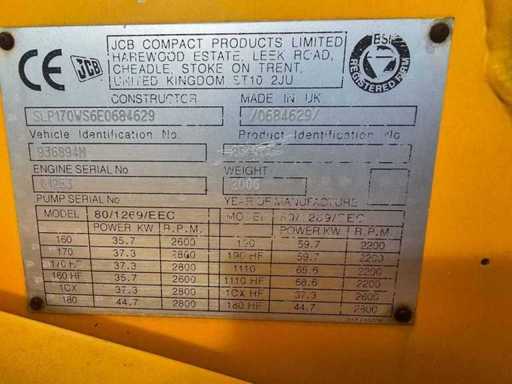 CE JCB
JCB COMPACT PRODUCTS LIMITED
HAREWOOD ESTATE, LEEK ROAD,
CHEADLE, STOKE ON TRENT,
UNITED KINGDOM ST10 2JU
BSI
REGISTERED FIRM
CONSTRUCTOR MADE IN UK
SLP170WS6E0684629 /0684629/
Vehicle Identification No. Product Identification
936894M
ENGINE SERIAL No WEIGHT
2006
PUMP SERIAL No YEAR OF MANUFACTURE
MODEL 80/1269/EEC MODEL 80/1269/EEC
POWER KW R.P.M. POWER KW R.P.M.
160 35.7 2600 190 59.7 2200
170 37.3 2800 190 HF 59.7 2200
170 HF 37.3 2800 1110 2200
160 HF 35.7 2600 1110 HF 68.6 2200
1CX 37.3 2800 1CX HF 37.3 2800
180 44.7 2800 180 HF 44.7 2800